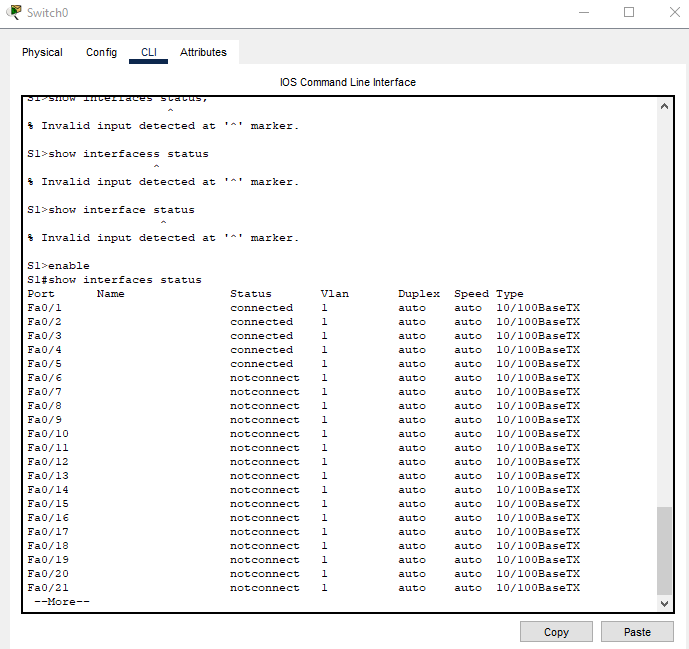 Switch0
Physical Config CLI Attributes
IOS Command Line Interface
S1>show interfaces status,
^
% Invalid input detected at '^' marker.
S1>show interfacess status
^
% Invalid input detected at '^' marker.
S1>show interface status
^
% Invalid input detected at '^' marker.
S1>enable
S1#show interfaces status
Port Name Status Vlan Duplex Speed Type
Fa0/1 connected 1 auto auto 10/100BaseTX
Fa0/2 connected 1 auto auto 10/100BaseTX
Fa0/3 connected 1 auto auto 10/100BaseTX
Fa0/4 connected 1 auto auto 10/100BaseTX
Fa0/5 connected 1 auto auto 10/100BaseTX
Fa0/6 notconnect 1 auto auto 10/100BaseTX
Fa0/7 notconnect 1 auto auto 10/100BaseTX
Fa0/8 notconnect 1 auto auto 10/100BaseTX
Fa0/9 notconnect 1 auto auto 10/100BaseTX
Fa0/10 notconnect 1 auto auto 10/100BaseTX
Fa0/11 notconnect 1 auto auto 10/100BaseTX
Fa0/12 notconnect 1 auto auto 10/100BaseTX
Fa0/13 notconnect 1 auto auto 10/100BaseTX
Fa0/14 notconnect 1 auto auto 10/100BaseTX
Fa0/15 notconnect 1 auto auto 10/100BaseTX
Fa0/16 notconnect 1 auto auto 10/100BaseTX
Fa0/17 notconnect 1 auto auto 10/100BaseTX
Fa0/18 notconnect 1 auto auto 10/100BaseTX
Fa0/19 notconnect 1 auto auto 10/100BaseTX
Fa0/20 notconnect 1 auto auto 10/100BaseTX
Fa0/21 notconnect 1 auto auto 10/100BaseTX
--More--
Copy Paste